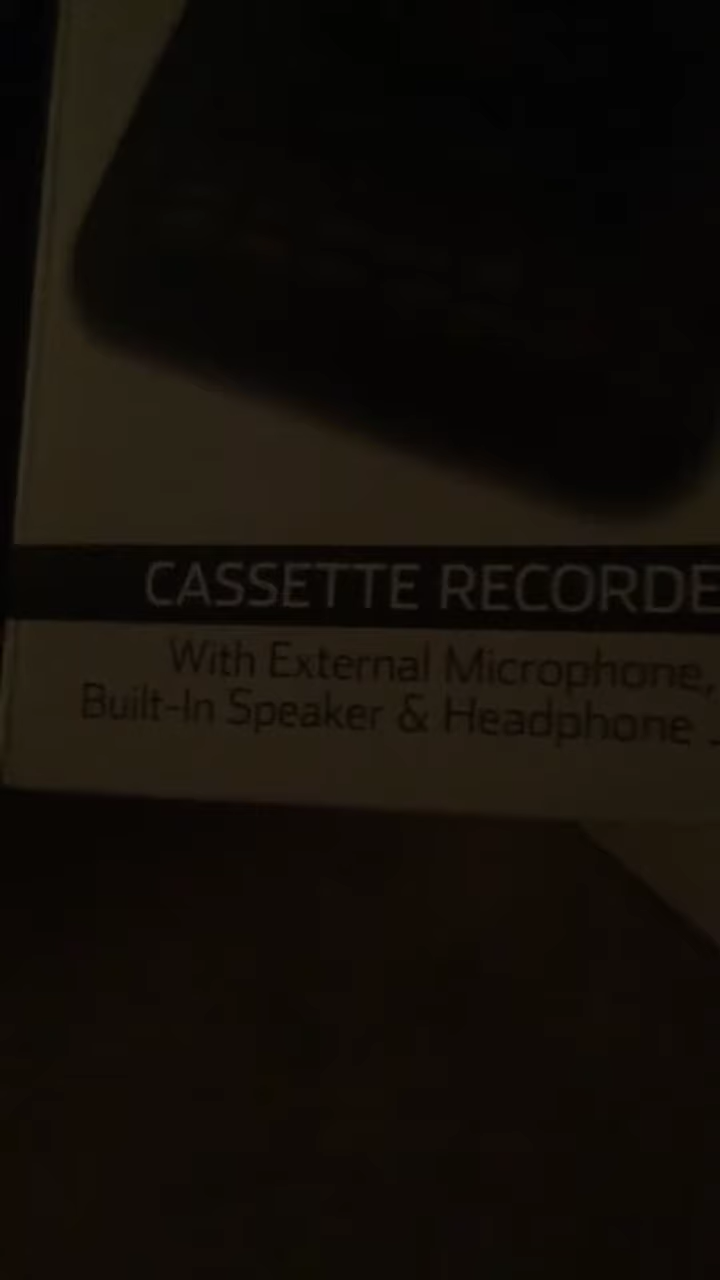 CASSETTE RECORDE
With External Microphone,
Built-In Speaker & Headphone